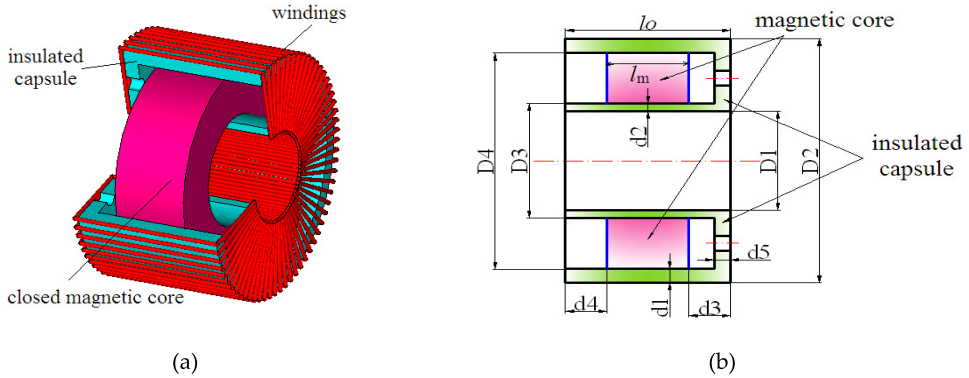 windings
insulated
capsule
closed magnetic core
(a)
lo
magnetic core
lm
d2
D4
D3
D1
D2
insulated
capsule
d5
d4
d1
d3
(b)